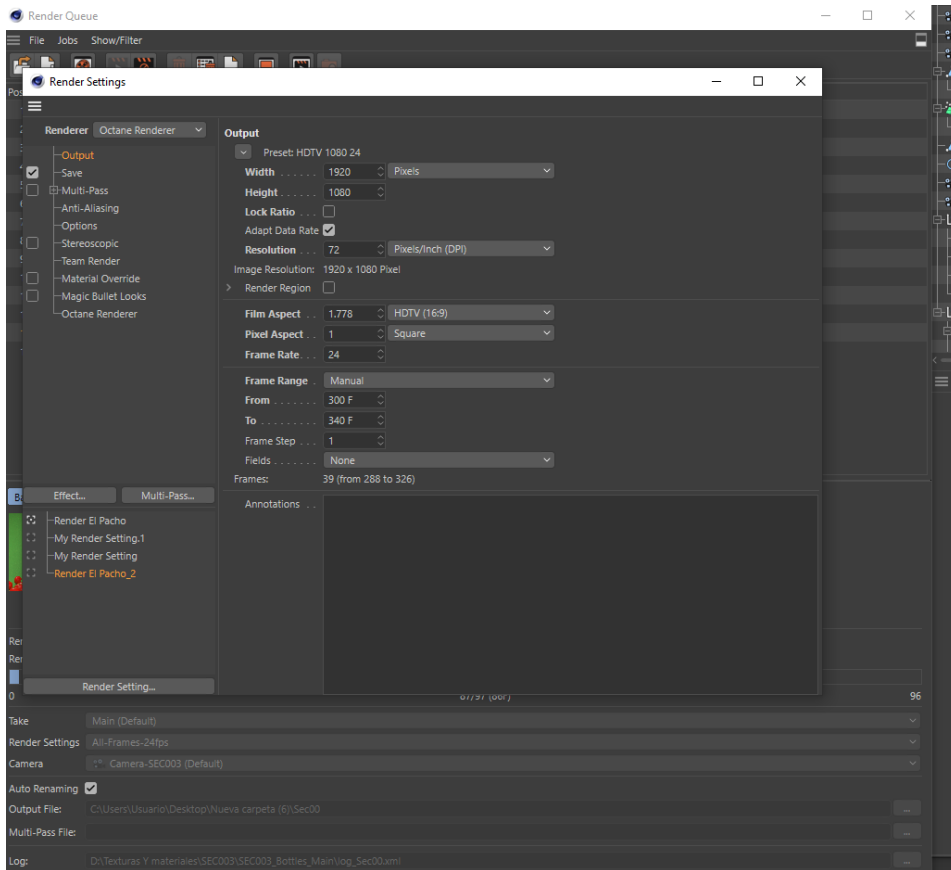 Render Queue
File Jobs Show/Filter
Render Settings
Renderer Octane Renderer
Output
Save
Multi-Pass
Anti-Aliasing
Options
Stereoscopic
Team Render
Material Override
Magic Bullet Looks
Octane Renderer
Effect... Multi-Pass...
Render El Pacho
My Render Setting.1
My Render Setting
Render El Pacho_2
Render Setting...
Output
Preset: HDTV 1080 24
Width . . . . . . 1920 Pixels
Height . . . . . . 1080
Lock Ratio . . .
Adapt Data Rate
Resolution . . . 72 Pixels/Inch (DPI)
Image Resolution: 1920 x 1080 Pixel
Render Region
Film Aspect . . 1.778 HDTV (16:9)
Pixel Aspect . . 1 Square
Frame Rate . . . 24
Frame Range . Manual
From . . . . . . . 300 F
To . . . . . . . . . 340 F
Frame Step . . . 1
Fields . . . . . . . None
Frames: 39 (from 288 to 326)
Annotations . .
0 87/97 (86F) 96
Take Main (Default)
Render Settings All-Frames-24fps
Camera Camera-SEC003 (Default)
Auto Renaming
Output File: C:\Users\Usuario\Desktop\Nueva carpeta (6)\Sec00
Multi-Pass File:
Log: D:\Texturas Y materiales\SEC003\SEC003_Bottles_Main\log_Sec00.xml